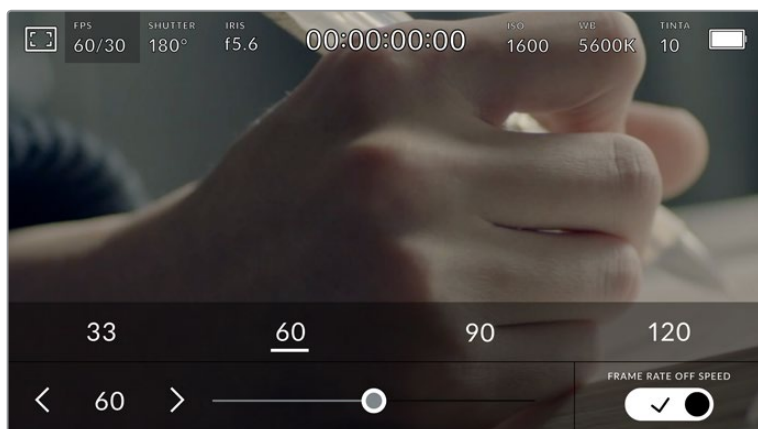 FPS SHUTTER IRIS ISO WB TINTA
60/30 180° f5.6 00:00:00:00 1600 5600K 10
33 60 90 120
FRAME RATE OFF SPEED
60